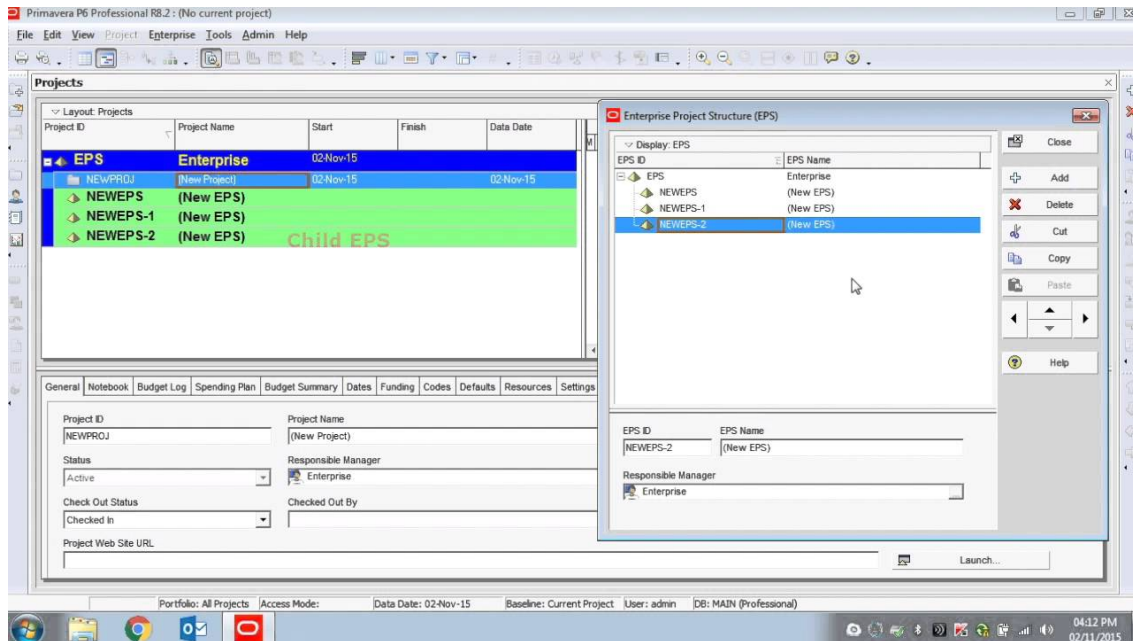 Primavera P6 Professional R8.2 : (No current project)
File Edit View Project Enterprise Tools Admin Help
Projects
Layout: Projects
Project ID Project Name Start Finish Data Date
EPS Enterprise 02-Nov-15
NEWPROJ (New Project) 02-Nov-15 02-Nov-15
NEWEPS (New EPS)
NEWEPS-1 (New EPS)
NEWEPS-2 (New EPS)
Child EPS
General Notebook Budget Log Spending Plan Budget Summary Dates Funding Codes Defaults Resources Settings
Project ID Project Name
NEWPROJ (New Project)
Status Responsible Manager
Active Enterprise
Check Out Status Checked Out By
Checked In
Project Web Site URL
Launch...
Enterprise Project Structure (EPS)
Display: EPS
EPS ID EPS Name
EPS Enterprise
NEWEPS (New EPS)
NEWEPS-1 (New EPS)
NEWEPS-2 (New EPS)
Close
Add
Delete
Cut
Copy
Paste
Help
EPS ID EPS Name
NEWEPS-2 (New EPS)
Responsible Manager
Enterprise
Portfolio: All Projects Access Mode: Data Date: 02-Nov-15 Baseline: Current Project User: admin DB: MAIN (Professional)
04:12 PM
02/11/2015